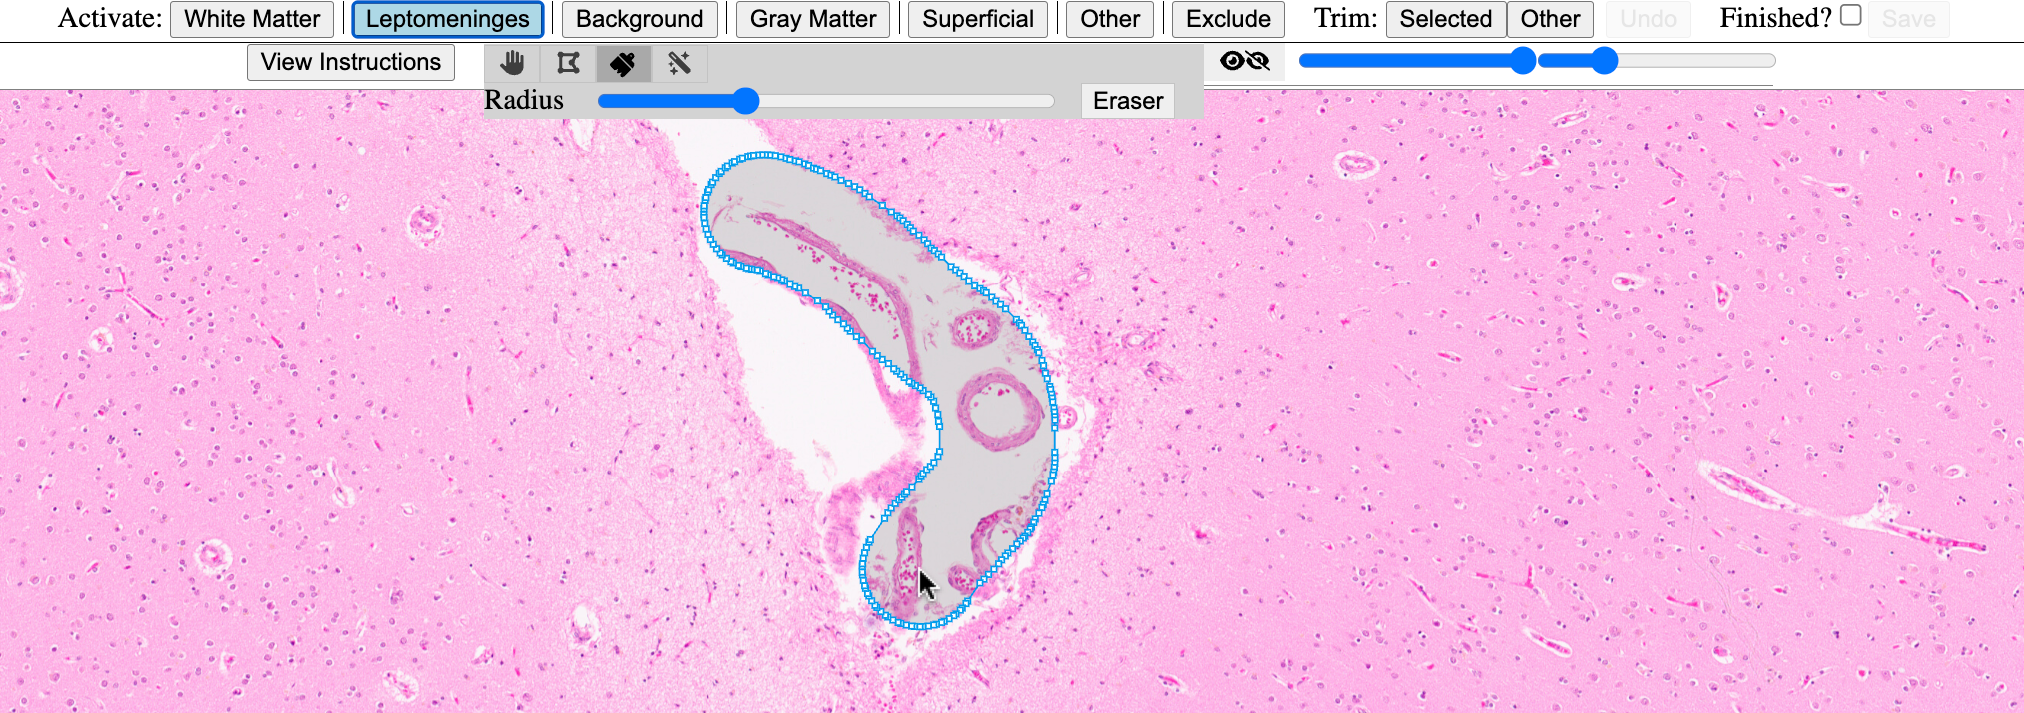 Activate: White Matter Leptomeninges Background Gray Matter Superficial Other Exclude Trim: Selected Other Undo Finished? Save
View Instructions
Radius Eraser